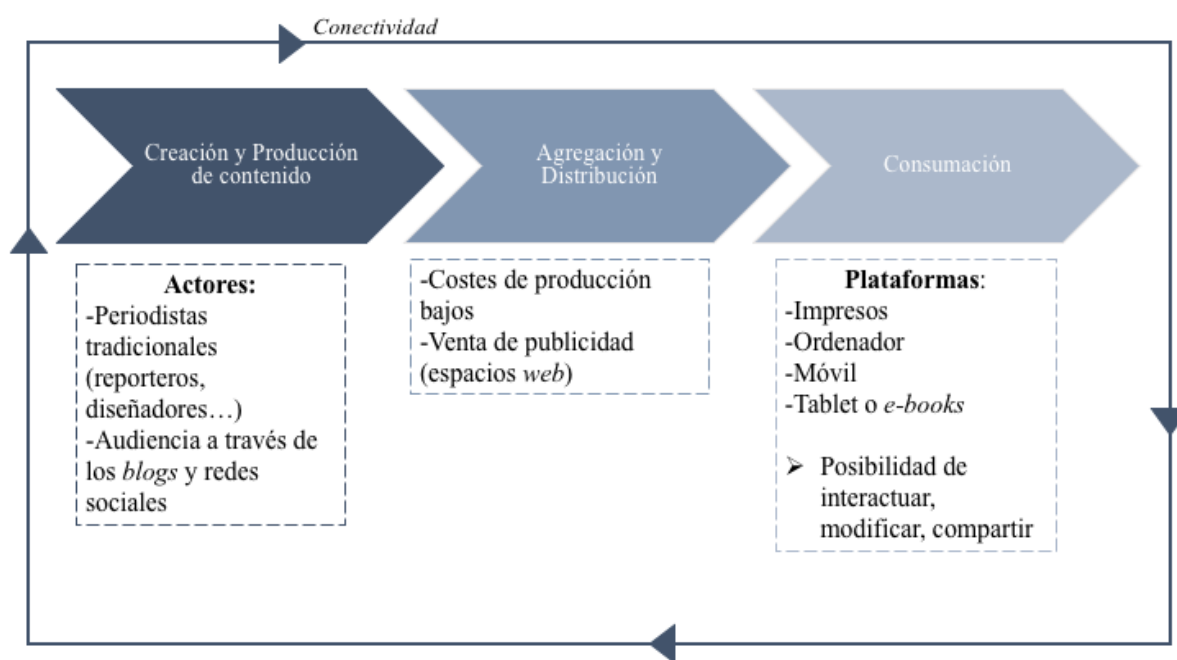 Conectividad
Creación y Producción
de contenido
Agregación y
Distribución
Consumación
Actores:
-Periodistas
tradicionales
(reporteros,
diseñadores…)
-Audiencia a través de
los blogs y redes
sociales
-Costes de producción
bajos
-Venta de publicidad
(espacios web)
Plataformas:
-Impresos
-Ordenador
-Móvil
-Tablet o e-books
➢ Posibilidad de
interactuar,
modificar, compartir